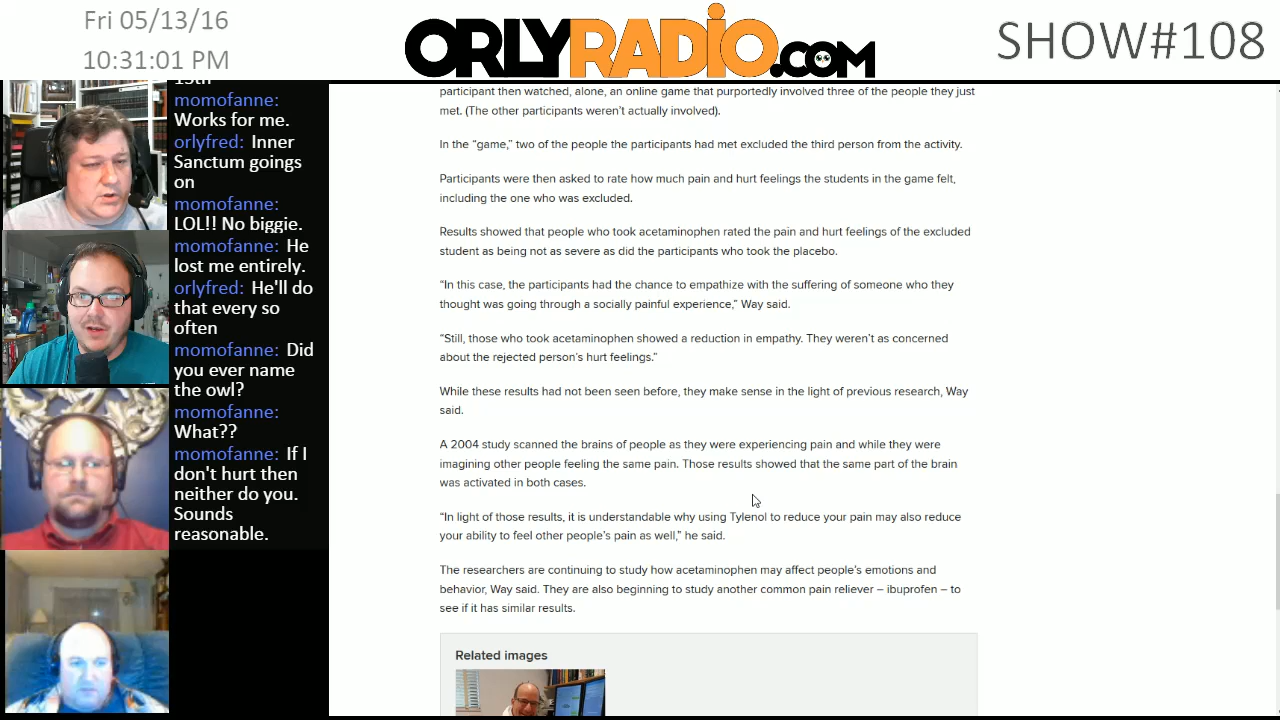 Fri 05/13/16
10:31:01 PM
ORLYRADIO.COM
SHOW#108
momofanne:
Works for me.
orlyfred: Inner
Sanctum goings
on
momofanne:
LOL!! No biggie.
momofanne: He
lost me entirely.
orlyfred: He'll do
that every so
often
momofanne: Did
you ever name
the owl?
momofanne:
What??
momofanne: If I
don't hurt then
neither do you.
Sounds
reasonable.
participant then watched, alone, an online game that purportedly involved three of the people they just
met. (The other participants weren't actually involved).
In the “game,” two of the people the participants had met excluded the third person from the activity.
Participants were then asked to rate how much pain and hurt feelings the students in the game felt,
including the one who was excluded.
Results showed that people who took acetaminophen rated the pain and hurt feelings of the excluded
student as being not as severe as did the participants who took the placebo.
“In this case, the participants had the chance to empathize with the suffering of someone who they
thought was going through a socially painful experience,” Way said.
“Still, those who took acetaminophen showed a reduction in empathy. They weren’t as concerned
about the rejected person’s hurt feelings.”
While these results had not been seen before, they make sense in the light of previous research, Way
said.
A 2004 study scanned the brains of people as they were experiencing pain and while they were
imagining other people feeling the same pain. Those results showed that the same part of the brain
was activated in both cases.
“In light of those results, it is understandable why using Tylenol to reduce your pain may also reduce
your ability to feel other people’s pain as well,” he said.
The researchers are continuing to study how acetaminophen may affect people’s emotions and
behavior, Way said. They are also beginning to study another common pain reliever – ibuprofen – to
see if it has similar results.
Related images